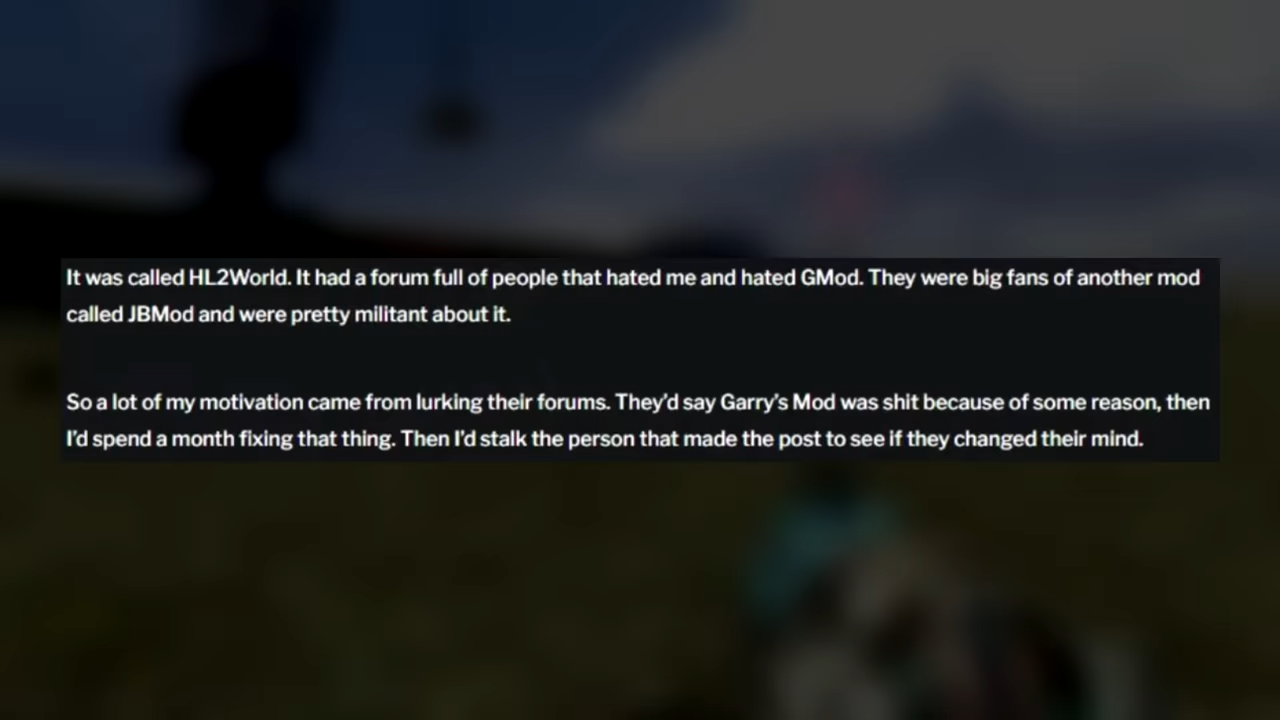 It was called HL2World. It had a forum full of people that hated me and hated GMod. They were big fans of another mod
called JBMod and were pretty militant about it.
So a lot of my motivation came from lurking their forums. They’d say Garry’s Mod was shit because of some reason, then
I’d spend a month fixing that thing. Then I’d stalk the person that made the post to see if they changed their mind.